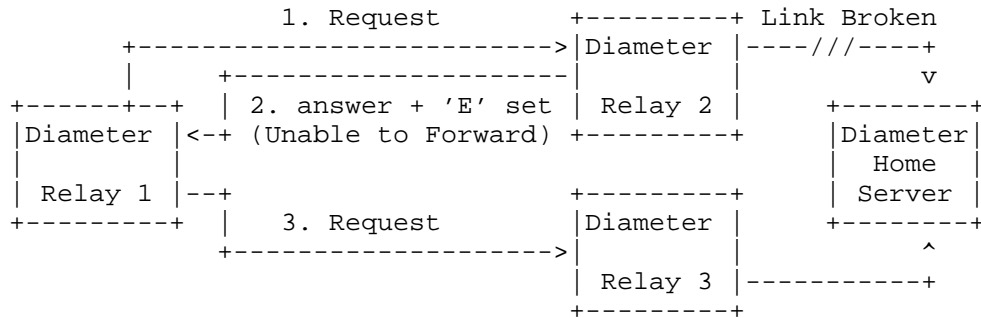 1. Request +---------+ Link Broken
+-------------------------->|Diameter |----///----+
| +---------------------| | v
+------+--+ | 2. answer + 'E' set | Relay 2 | +--------+
|Diameter |<-+ (Unable to Forward) +---------+ |Diameter|
| | | Home |
| Relay 1 |--+ +---------+ | Server |
+---------+ | 3. Request |Diameter | +--------+
+-------------------->| | ^
| Relay 3 |-----------+
+---------+